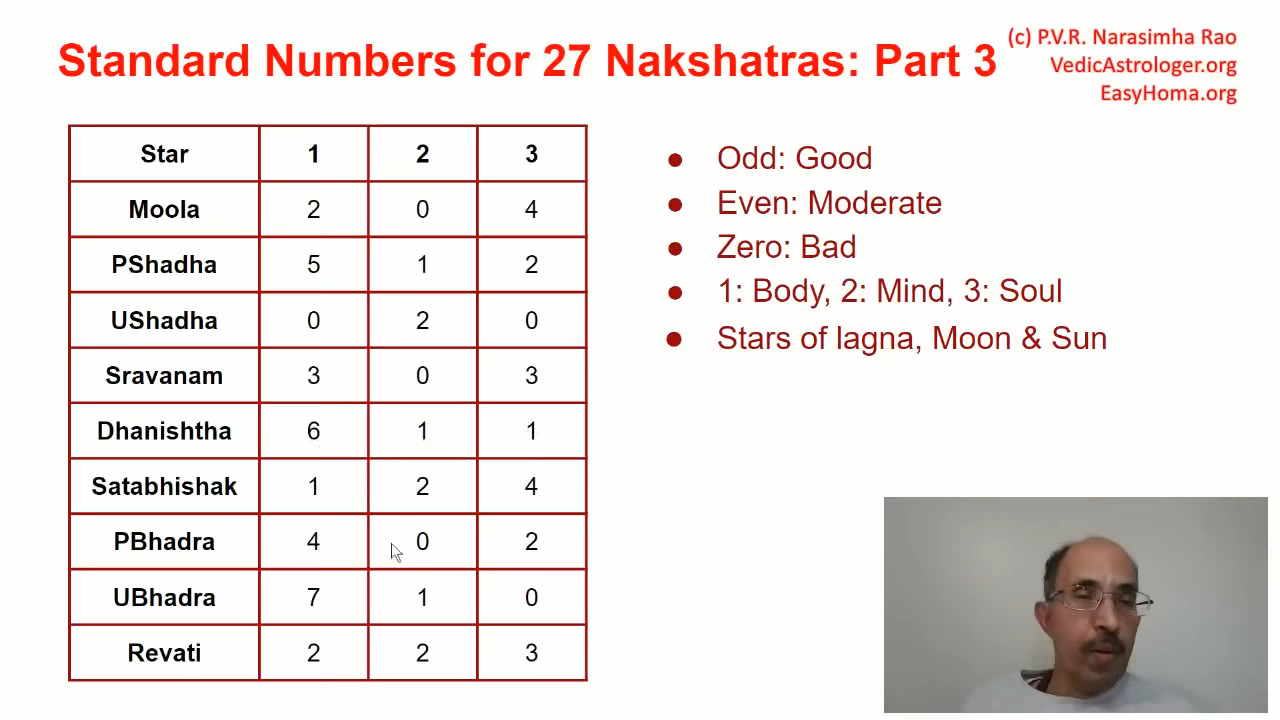 Standard Numbers for 27 Nakshatras: Part 3
(c) P.V.R. Narasimha Rao
VedicAstrologer.org
EasyHoma.org
Star 1 2 3
Moola 2 0 4
PShadha 5 1 2
UShadha 0 2 0
Sravanam 3 0 3
Dhanishtha 6 1 1
Satabhishak 1 2 4
PBhadra 4 0 2
UBhadra 7 1 0
Revati 2 2 3
● Odd: Good
● Even: Moderate
● Zero: Bad
● 1: Body, 2: Mind, 3: Soul
● Stars of lagna, Moon & Sun